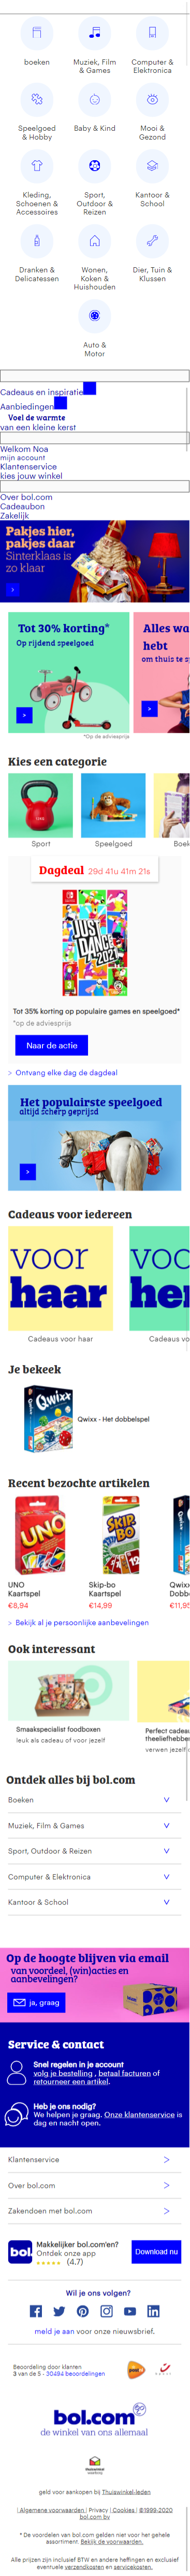 boeken
Muziek, Film
& Games
Computer &
Elektronica
Speelgoed
& Hobby
Baby & Kind
Mooi &
Gezond
Kleding,
Schoenen &
Accessoires
Sport,
Outdoor &
Reizen
Kantoor &
School
Dranken &
Delicatessen
Wonen,
Koken &
Huishouden
Dier, Tuin &
Klussen
Auto &
Motor
Cadeaus en inspiratie
Aanbiedingen
Voel de warmte
van een kleine kerst
Welkom Noa
mijn account
Klantenservice
kies jouw winkel
Over bol.com
Cadeaubon
Zakelijk
Pakjes hier,
pakjes daar
Sinterklaas is
zo klaar
Tot 30% korting*
Op rijdend speelgoed
Alles wa
hebt
om thuis te s
*Op de adviesprijs
Kies een categorie
Sport
Speelgoed
Boek
Dagdeal 29d 41u 41m 21s
JUST
DANCE
2021
Tot 35% korting op populaire games en speelgoed*
*op de adviesprijs
Naar de actie
> Ontvang elke dag de dagdeal
Het populairste speelgoed
altijd scherp geprijsd
Cadeaus voor iedereen
voor
haar
voo
hem
Cadeaus voor haar
Cadeaus vo
Je bekeek
Qwixx
Qwixx - Het dobbelspel
Recent bezochte artikelen
UNO
SKIP-BO
UNO
Kaartspel
€8,94
Skip-bo
Kaartspel
€14,99
Qwixx
Dobb
€11,95
> Bekijk al je persoonlijke aanbevelingen
Ook interessant
Smaakspecialist foodboxen
leuk als cadeau of voor jezelf
Perfect cadeau
theeliefhebber
verwen jezelf o
Ontdek alles bij bol.com
Boeken
Muziek, Film & Games
Sport, Outdoor & Reizen
Computer & Elektronica
Kantoor & School
Op de hoogte blijven via email
van voordeel, (win)acties en
aanbevelingen?
ja, graag
Service & contact
Snel regelen in je account
volg je bestelling , betaal facturen of
retourneer een artikel.
Heb je ons nodig?
We helpen je graag. Onze klantenservice is
dag en nacht open.
Klantenservice
Over bol.com
Zakendoen met bol.com
bol.
Makkelijker bol.com'en?
Ontdek onze app
(4.7)
Download nu
Wil je ons volgen?
meld je aan voor onze nieuwsbrief.
Beoordeling door klanten
3 van de 5 - 30494 beoordelingen
bol.com
de winkel van ons allemaal
geld voor aankopen bij Thuiswinkel-leden
| Algemene voorwaarden | Privacy | Cookies | ©1999-2020
bol.com bv
* De voordelen van bol.com gelden niet voor het gehele
assortiment. Bekijk de voorwaarden.
Alle prijzen zijn inclusief BTW en andere heffingen en exclusief
eventuele verzendkosten en servicekosten.